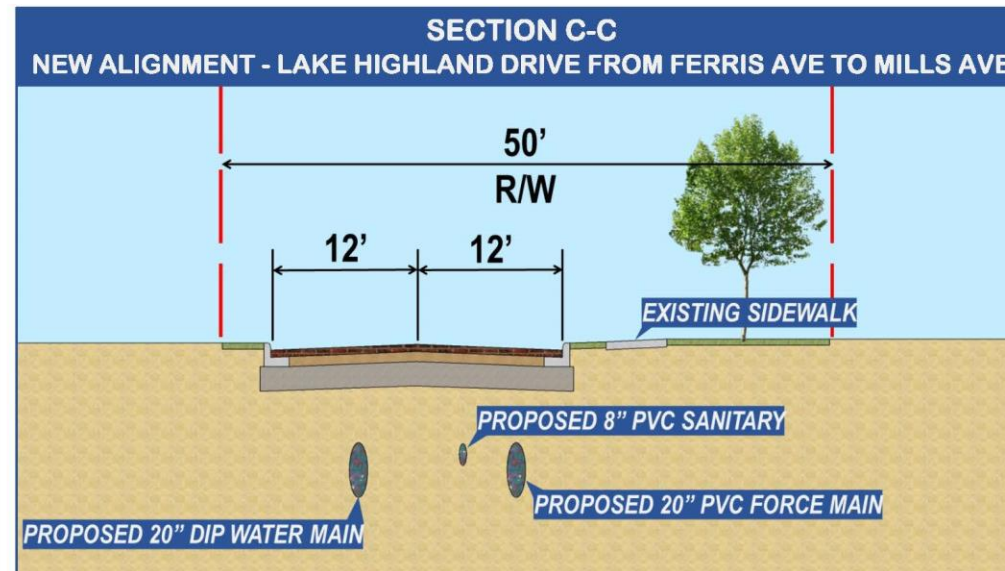 SECTION C-C
NEW ALIGNMENT - LAKE HIGHLAND DRIVE FROM FERRIS AVE TO MILLS AVE
50’
R/W
12’
12’
EXISTING SIDEWALK
PROPOSED 8” PVC SANITARY
PROPOSED 20” PVC FORCE MAIN
PROPOSED 20” DIP WATER MAIN